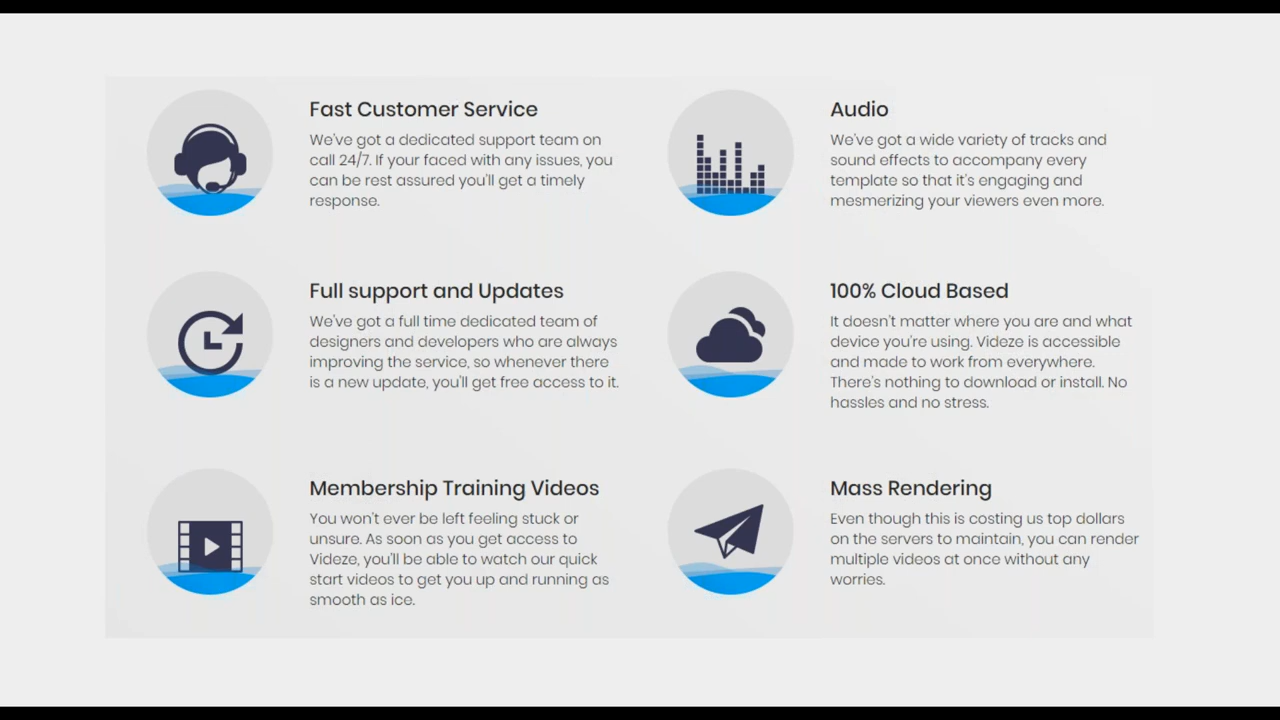 Fast Customer Service
We've got a dedicated support team on
call 24/7. If your faced with any issues, you
can be rest assured you'll get a timely
response.
Audio
We've got a wide variety of tracks and
sound effects to accompany every
template so that it's engaging and
mesmerizing your viewers even more.
Full support and Updates
We've got a full time dedicated team of
designers and developers who are always
improving the service, so whenever there
is a new update, you'll get free access to it.
100% Cloud Based
It doesn't matter where you are and what
device you're using. Videze is accessible
and made to work from everywhere.
There's nothing to download or install. No
hassles and no stress.
Membership Training Videos
You won't ever be left feeling stuck or
unsure. As soon as you get access to
Videze, you'll be able to watch our quick
start videos to get you up and running as
smooth as ice.
Mass Rendering
Even though this is costing us top dollars
on the servers to maintain, you can render
multiple videos at once without any
worries.